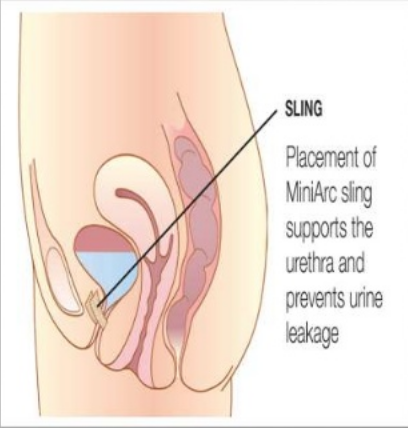 SLING
Placement of
MiniArc sling
supports the
urethra and
prevents urine
leakage